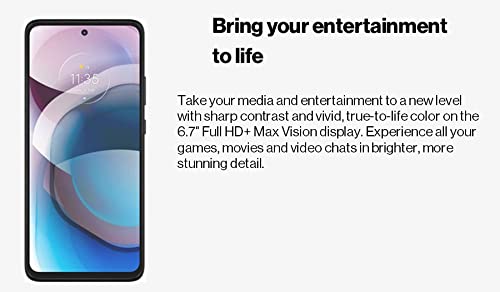 Bring your entertainment
to life
11:35
Take your media and entertainment to a new level
with sharp contrast and vivid, true-to-life color on the
6.7" Full HD+ Max Vision display. Experience all your
games, movies and video chats in brighter, more
stunning detail.